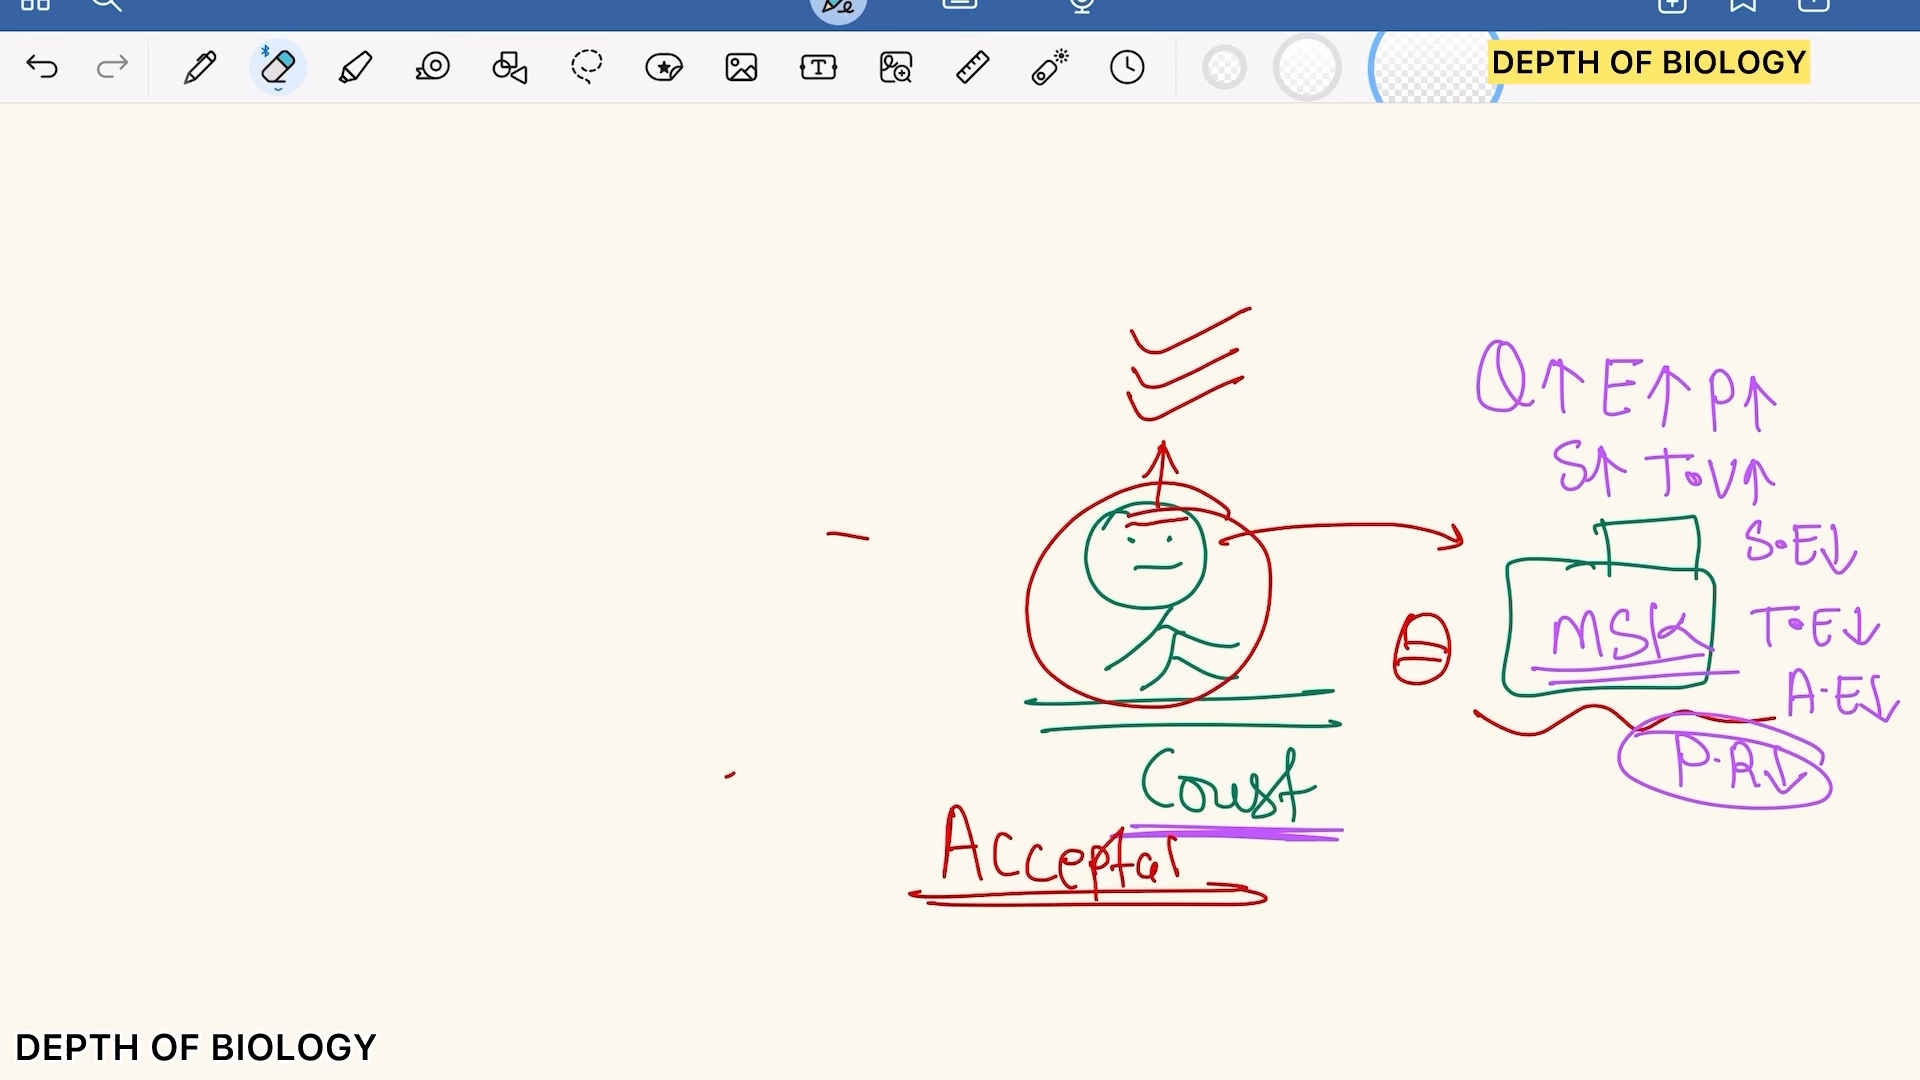 DEPTH OF BIOLOGY
Q↑ E↑ P↑
S↑ T.V↑
S.E↓
MSK
T.E↓
A.E↓
P.R↓
Const
Acceptal
DEPTH OF BIOLOGY